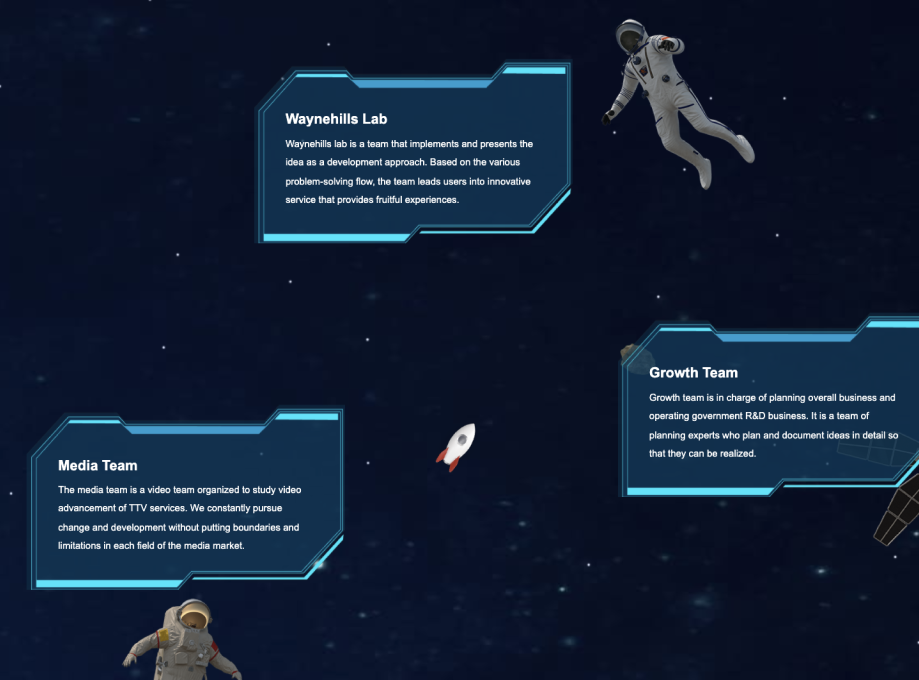 Waynehills Lab
Waynehills lab is a team that implements and presents the
idea as a development approach. Based on the various
problem-solving flow, the team leads users into innovative
service that provides fruitful experiences.
Growth Team
Growth team is in charge of planning overall business and
operating government R&D business. It is a team of
planning experts who plan and document ideas in detail so
that they can be realized.
Media Team
The media team is a video team organized to study video
advancement of TTV services. We constantly pursue
change and development without putting boundaries and
limitations in each field of the media market.